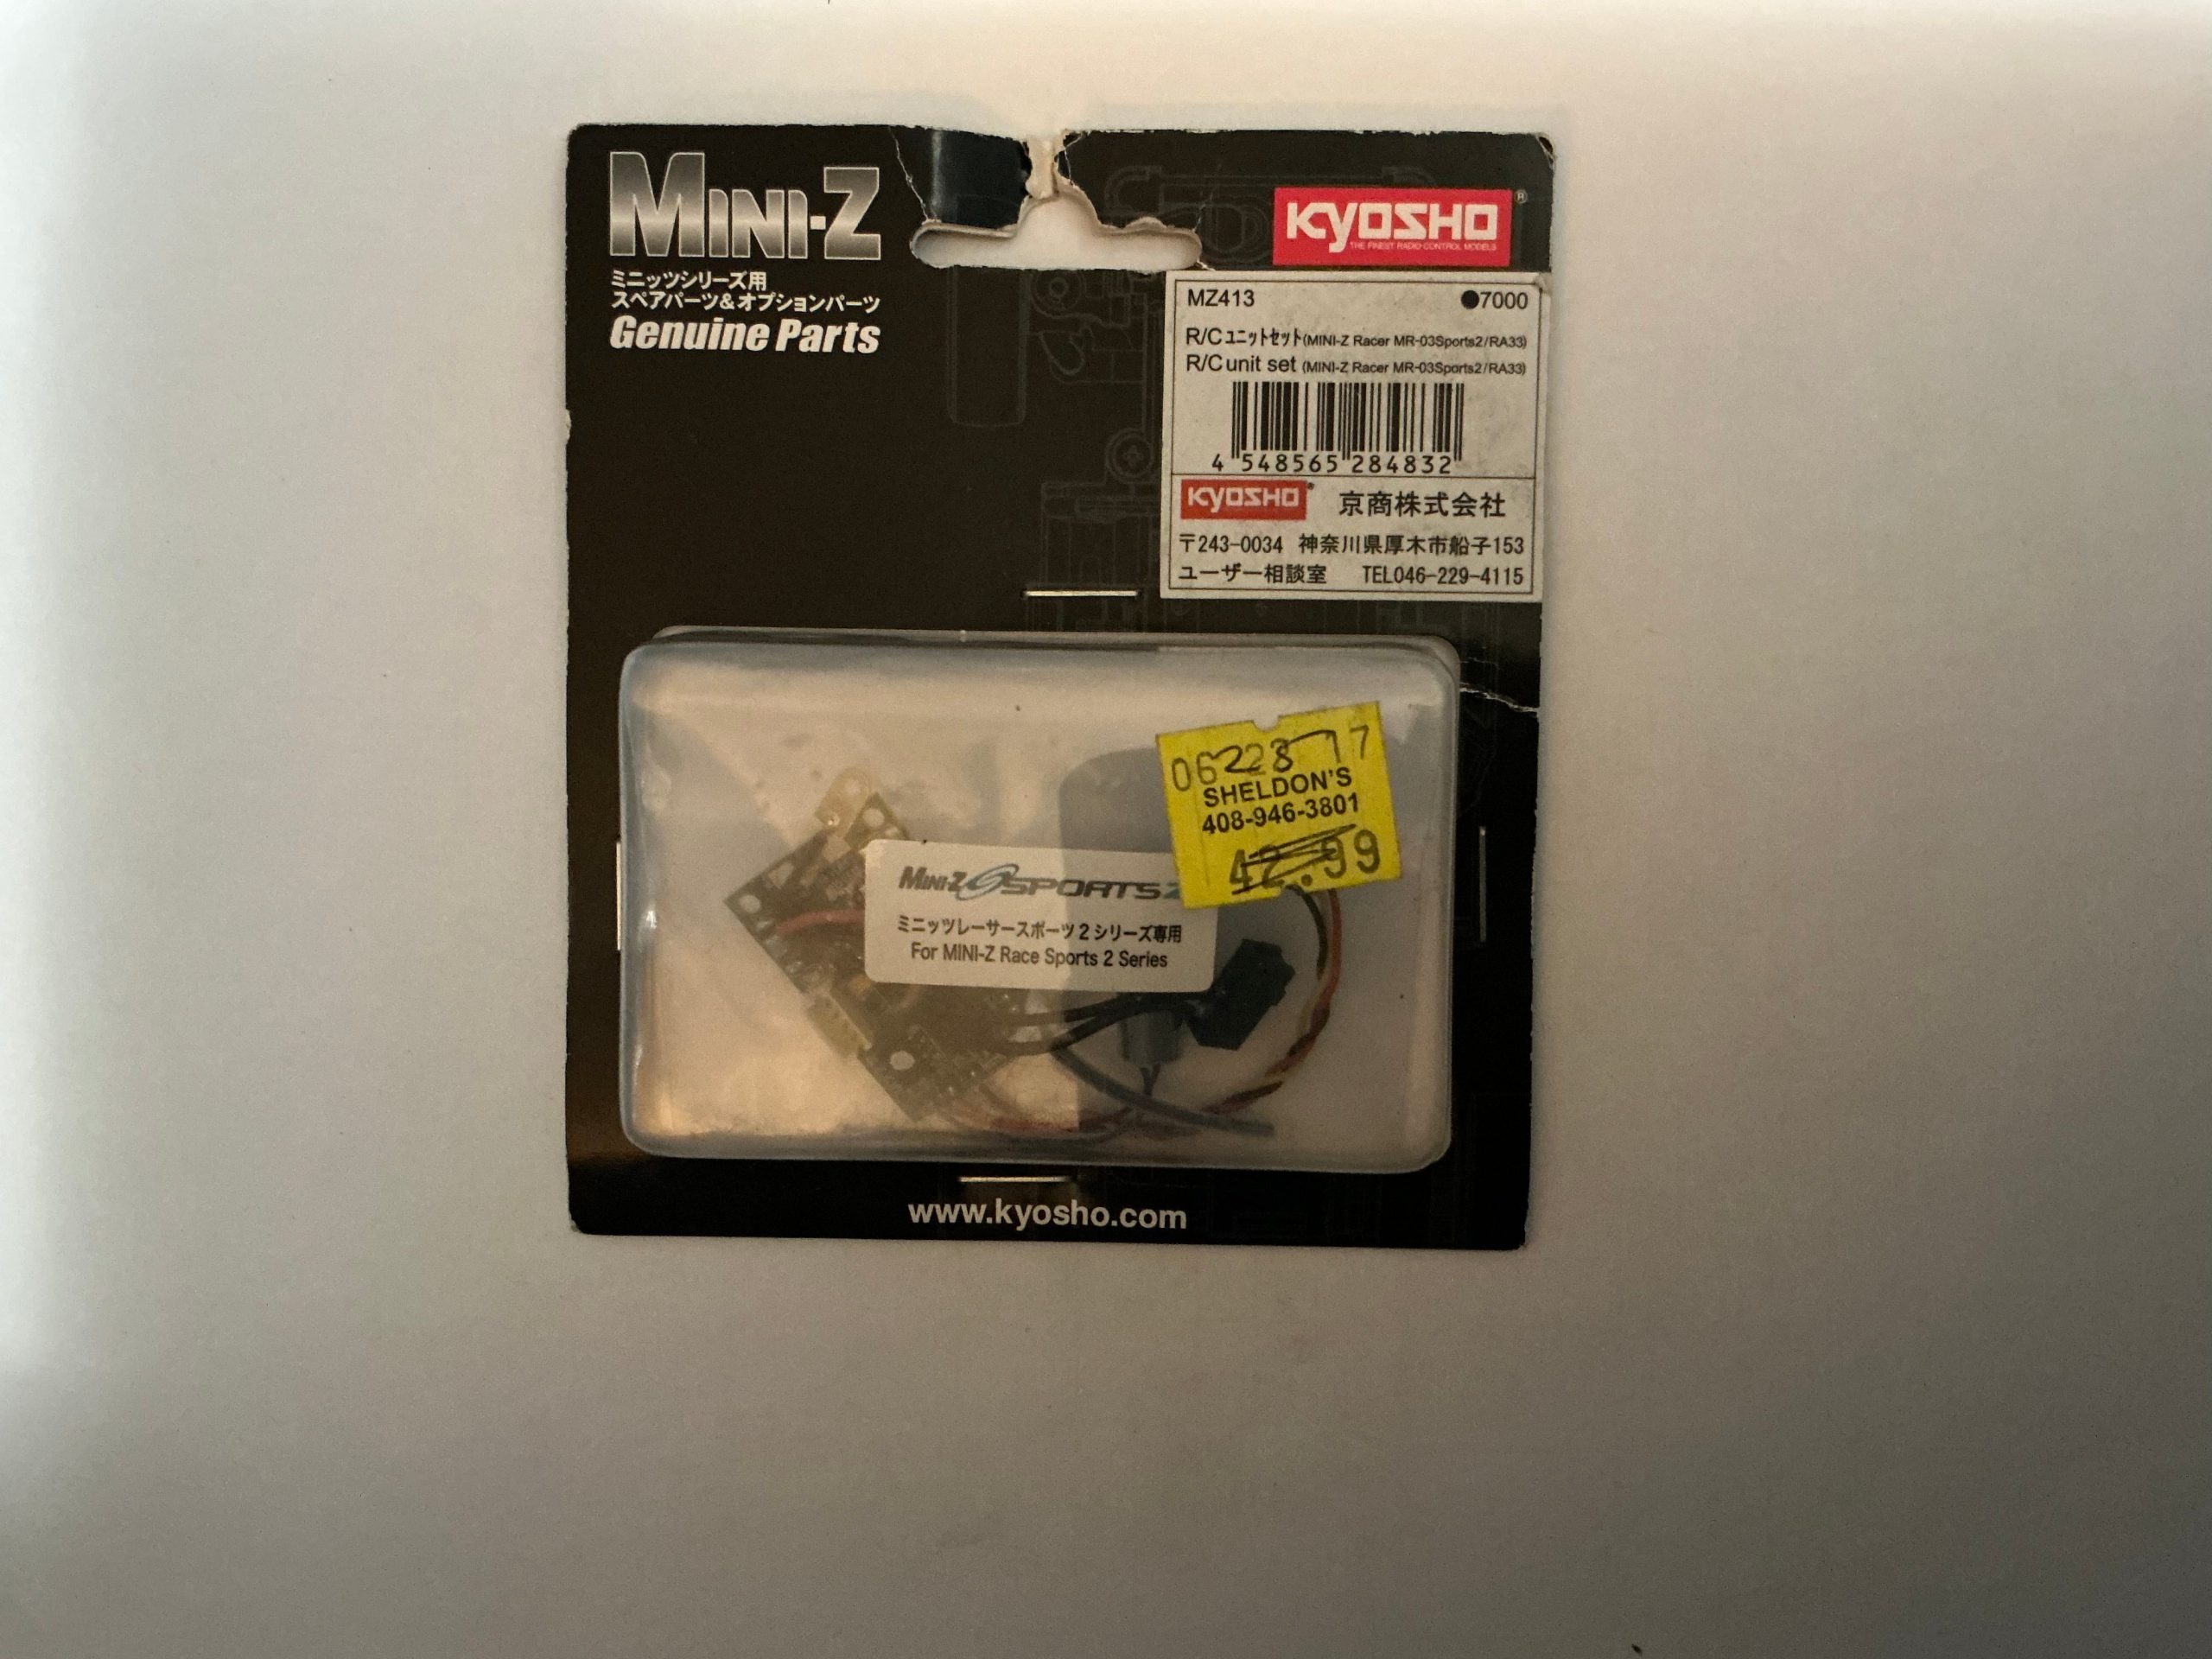 MINI-Z
ミニッツシリーズ用
スペアパーツ&オプションパーツ
Genuine Parts
KYOSHO®
THE FINEST RADIO CONTROL MODELS
MZ413 ●7000
R/Cユニットセット(MINI-Z Racer MR-03Sports2/RA33)
R/C unit set (MINI-Z Racer MR-03Sports2/RA33)
4 548565 284832
KYOSHO® 京商株式会社
〒243-0034 神奈川県厚木市船子153
ユーザー相談室 TEL046-229-4115
SHELDON'S
408-946-3801
42.99
MINI-Z SPORTS 2
ミニッツレーサースポーツ2シリーズ専用
For MINI-Z Race Sports 2 Series
www.kyosho.com